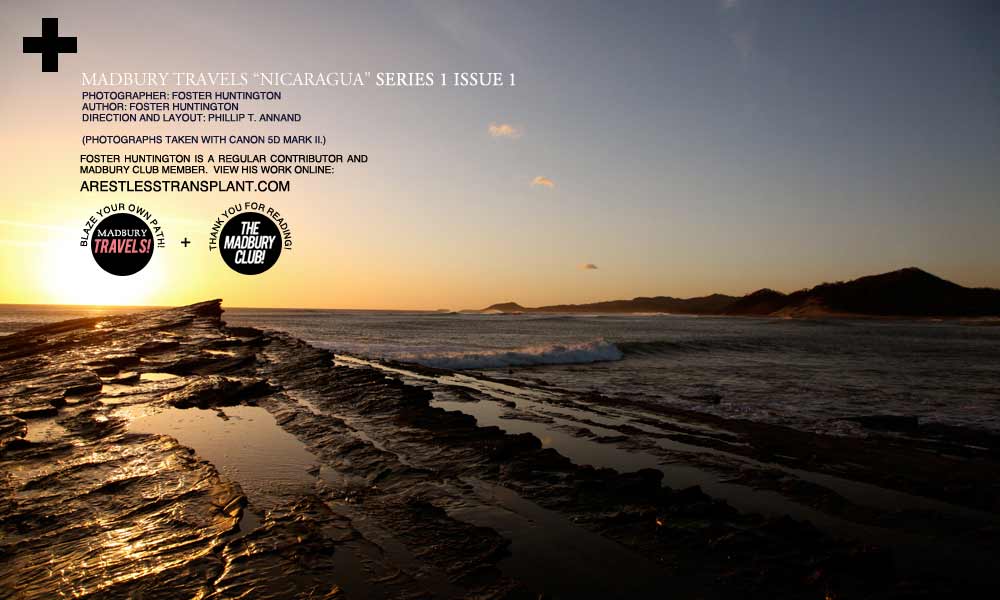 MADBURY TRAVELS “NICARAGUA” SERIES 1 ISSUE 1
PHOTOGRAPHER: FOSTER HUNTINGTON
AUTHOR: FOSTER HUNTINGTON
DIRECTION AND LAYOUT: PHILLIP T. ANNAND
(PHOTOGRAPHS TAKEN WITH CANON 5D MARK II.)
FOSTER HUNTINGTON IS A REGULAR CONTRIBUTOR AND
MADBURY CLUB MEMBER. VIEW HIS WORK ONLINE:
ARESTLESSTRANSPLANT.COM
BLAZE YOUR OWN PATH!
MADBURY
TRAVELS!
+
THANK YOU FOR READING!
THE
MADBURY
CLUB!